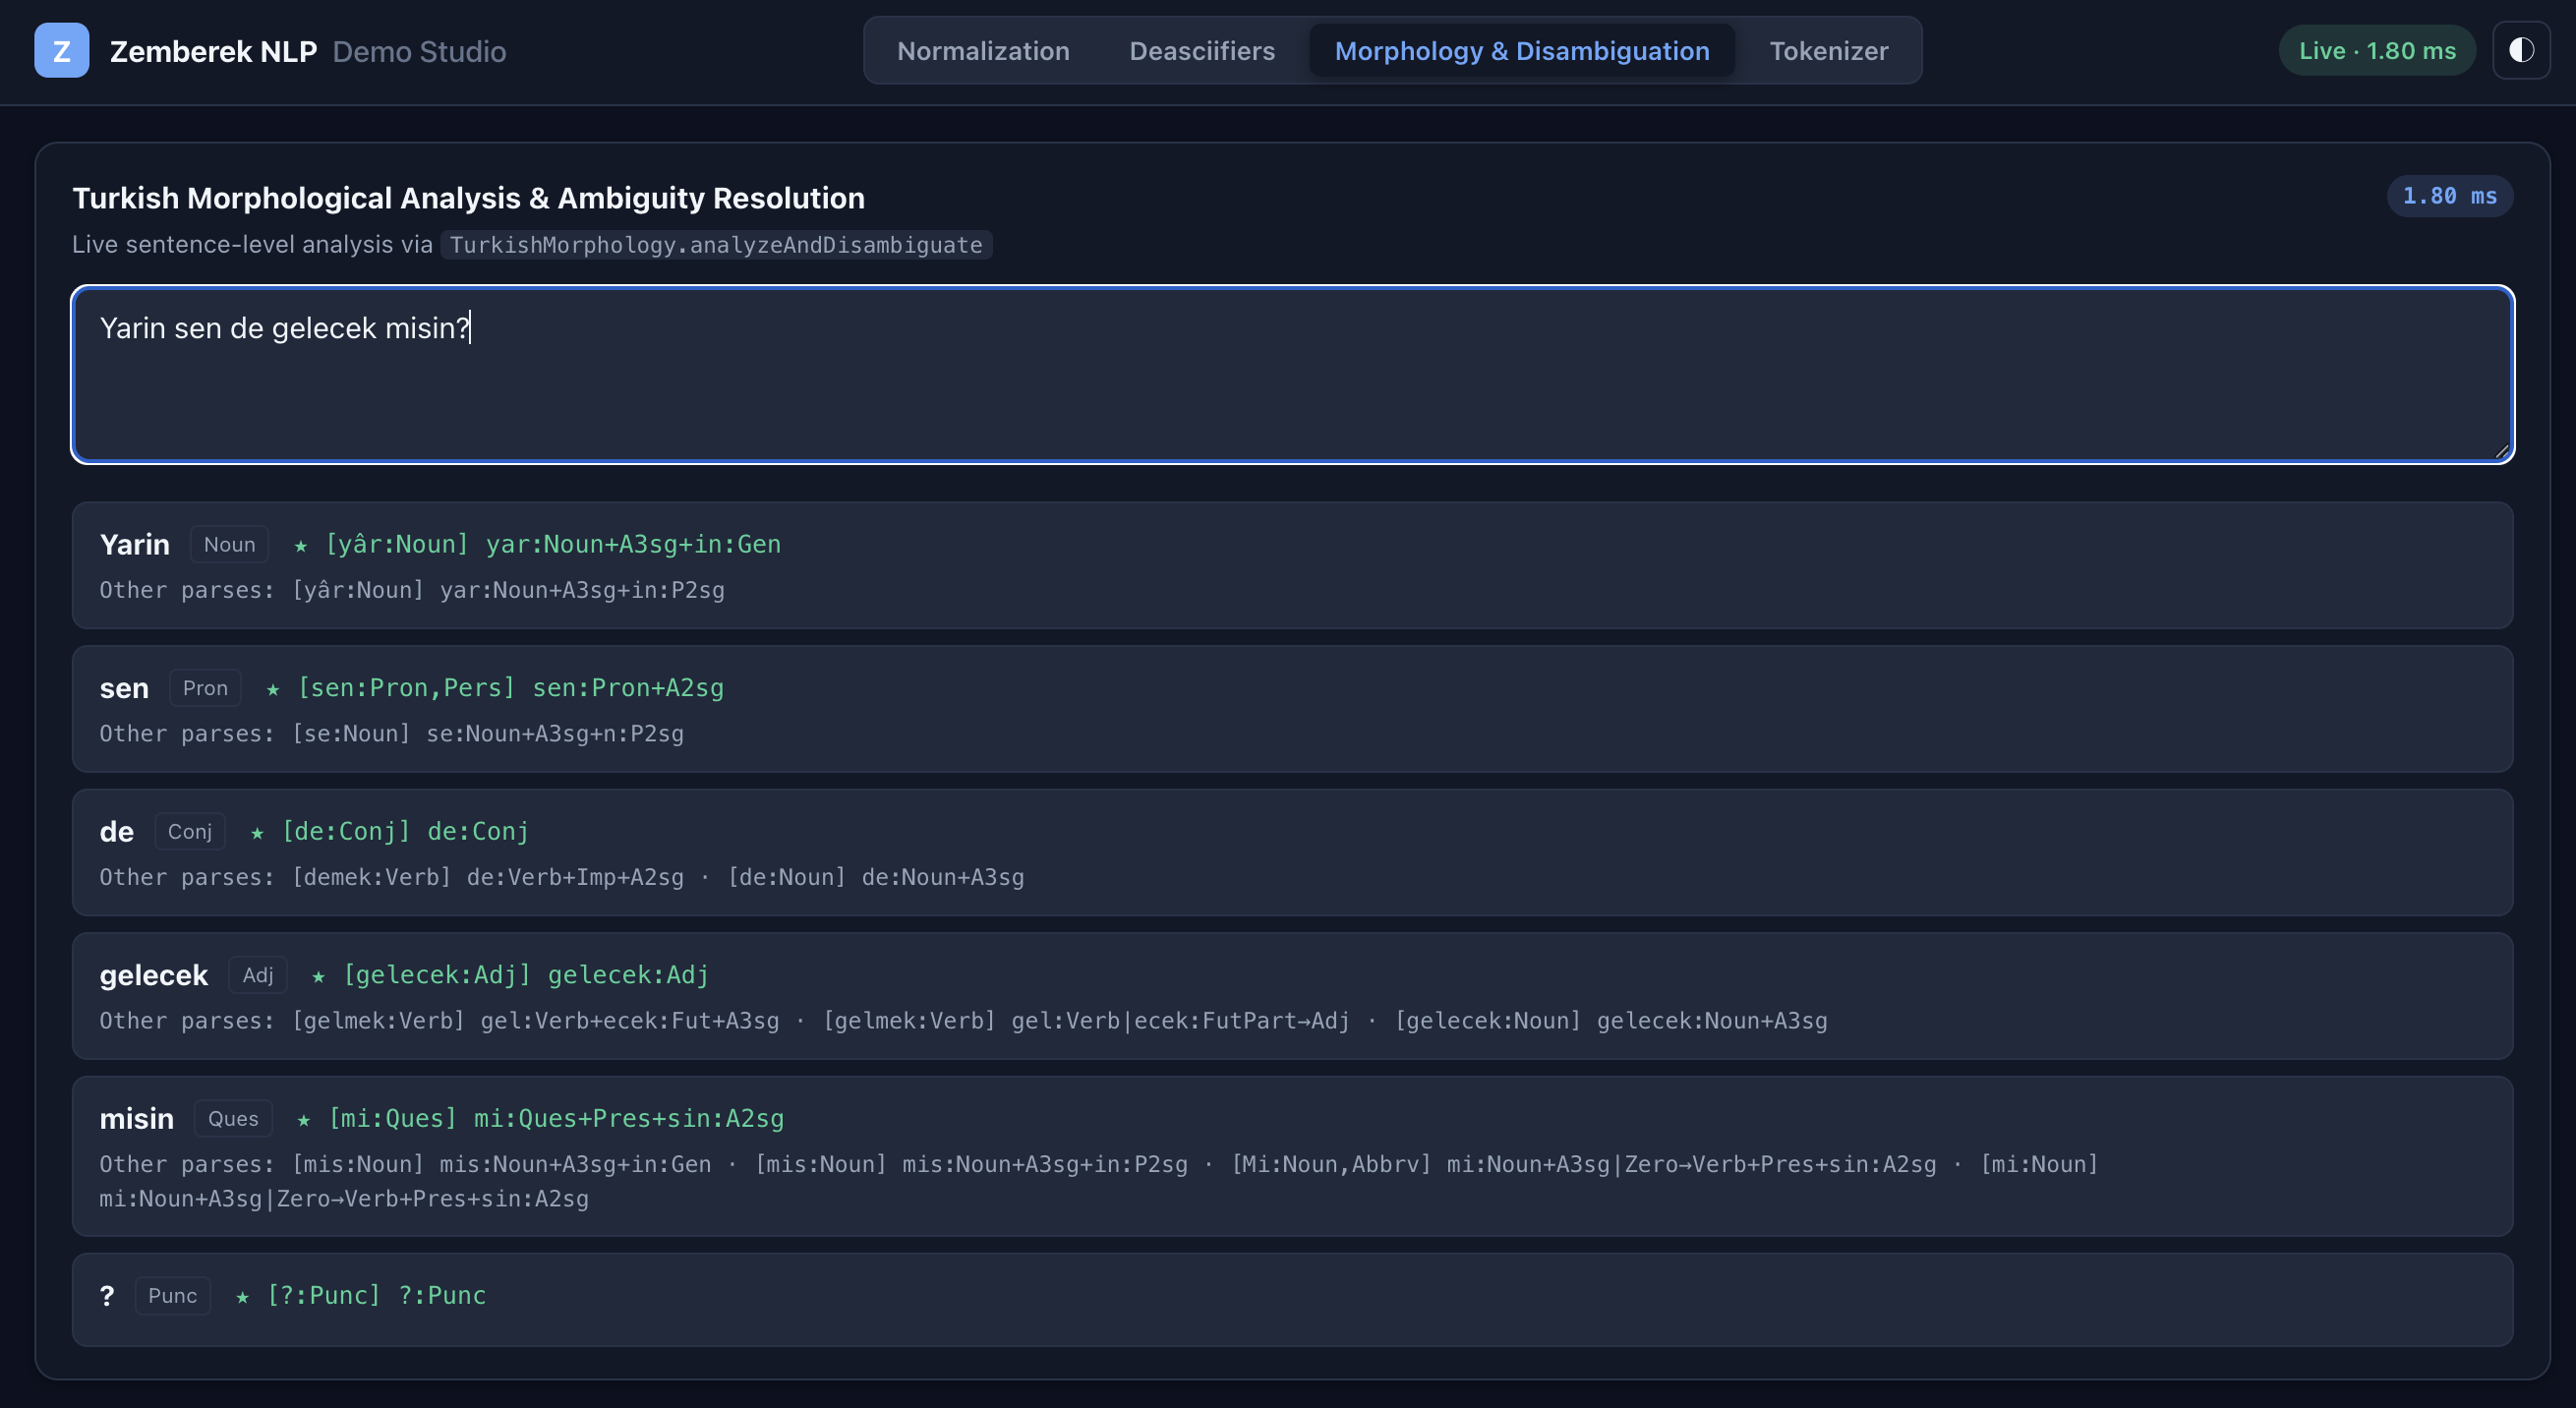 Z Zemberek NLP Demo Studio Normalization Deasciifiers Morphology & Disambiguation Tokenizer Live · 1.80 ms
Turkish Morphological Analysis & Ambiguity Resolution 1.80 ms
Live sentence-level analysis via TurkishMorphology.analyzeAndDisambiguate
Yarin sen de gelecek misin?
Yarin Noun ★ [yâr:Noun] yar:Noun+A3sg+in:Gen
Other parses: [yâr:Noun] yar:Noun+A3sg+in:P2sg
sen Pron ★ [sen:Pron,Pers] sen:Pron+A2sg
Other parses: [se:Noun] se:Noun+A3sg+n:P2sg
de Conj ★ [de:Conj] de:Conj
Other parses: [demek:Verb] de:Verb+Imp+A2sg · [de:Noun] de:Noun+A3sg
gelecek Adj ★ [gelecek:Adj] gelecek:Adj
Other parses: [gelmek:Verb] gel:Verb+ecek:Fut+A3sg · [gelmek:Verb] gel:Verb|ecek:FutPart→Adj · [gelecek:Noun] gelecek:Noun+A3sg
misin Ques ★ [mi:Ques] mi:Ques+Pres+sin:A2sg
Other parses: [mis:Noun] mis:Noun+A3sg+in:Gen · [mis:Noun] mis:Noun+A3sg+in:P2sg · [Mi:Noun,Abbrv] mi:Noun+A3sg|Zero→Verb+Pres+sin:A2sg · [mi:Noun]
mi:Noun+A3sg|Zero→Verb+Pres+sin:A2sg
? Punc ★ [?:Punc] ?:Punc